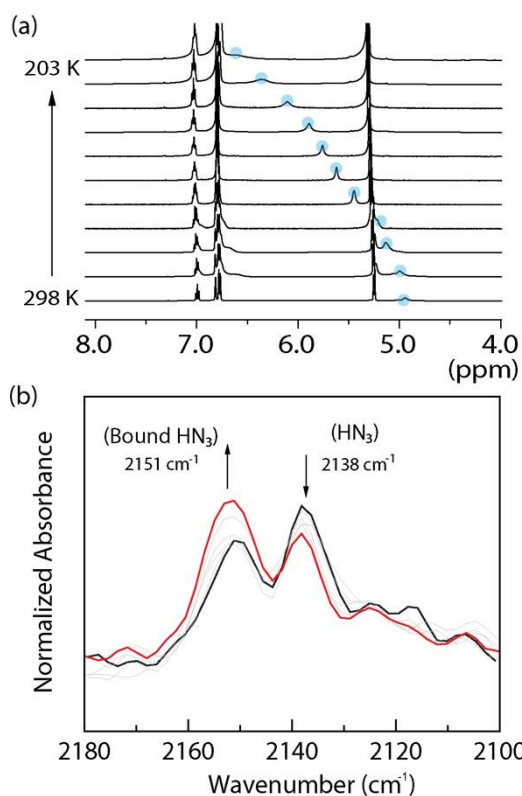 (a)
203 K
298 K
8.0 7.0 6.0 5.0 4.0
(ppm)
(b)
(Bound HN₃) (HN₃)
2151 cm⁻¹ 2138 cm⁻¹
Normalized Absorbance
2180 2160 2140 2120 2100
Wavenumber (cm⁻¹)